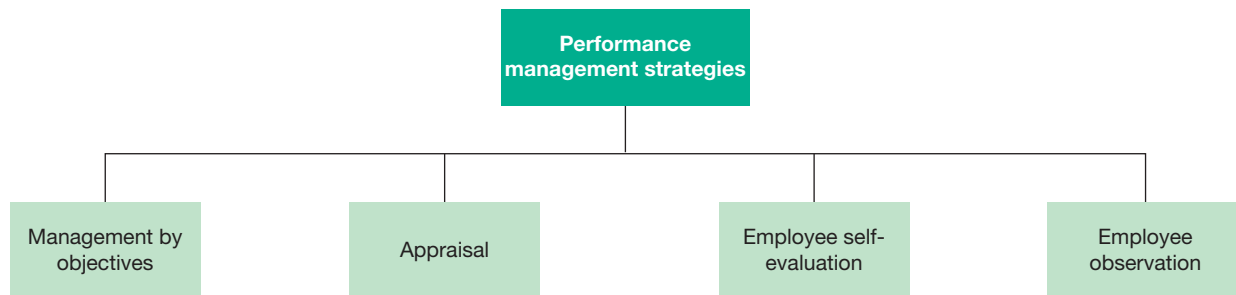 Performance
management strategies
Management by
objectives
Appraisal
Employee self-
evaluation
Employee
observation